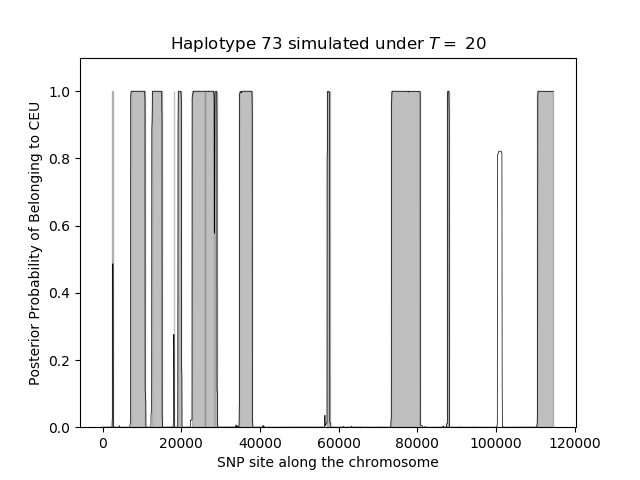 Haplotype 73 simulated under T = 20
Posterior Probability of Belonging to CEU
1.0
0.8
0.6
0.4
0.2
0.0
0 20000 40000 60000 80000 100000 120000
SNP site along the chromosome